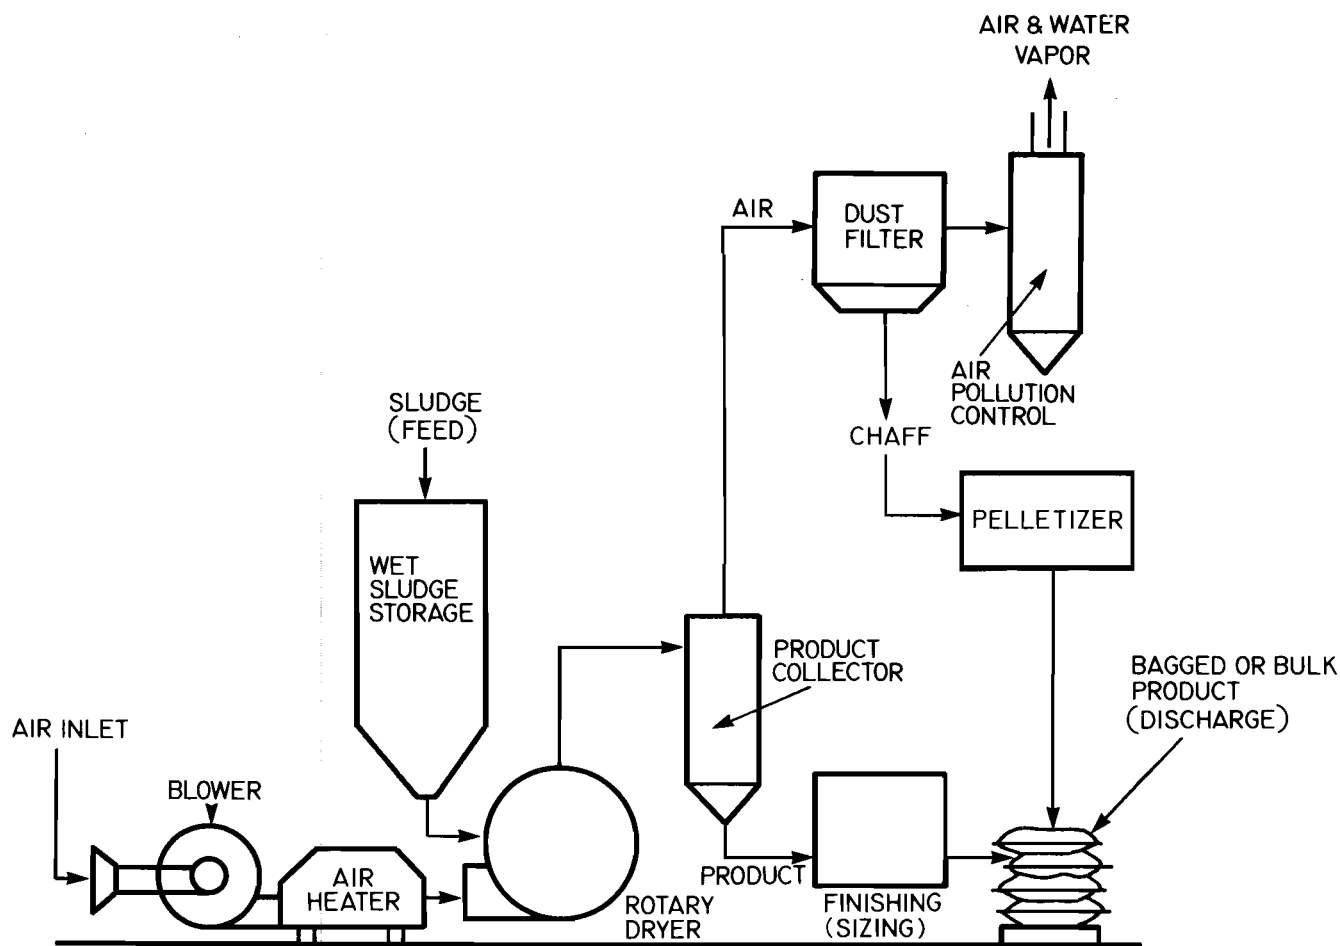 AIR & WATER
VAPOR
AIR
DUST
FILTER
AIR
POLLUTION
CONTROL
SLUDGE
(FEED)
CHAFF
PELLETIZER
WET
SLUDGE
STORAGE
PRODUCT
COLLECTOR
BAGGED OR BULK
PRODUCT
(DISCHARGE)
AIR INLET
BLOWER
AIR
HEATER
ROTARY
DRYER
PRODUCT
FINISHING
(SIZING)